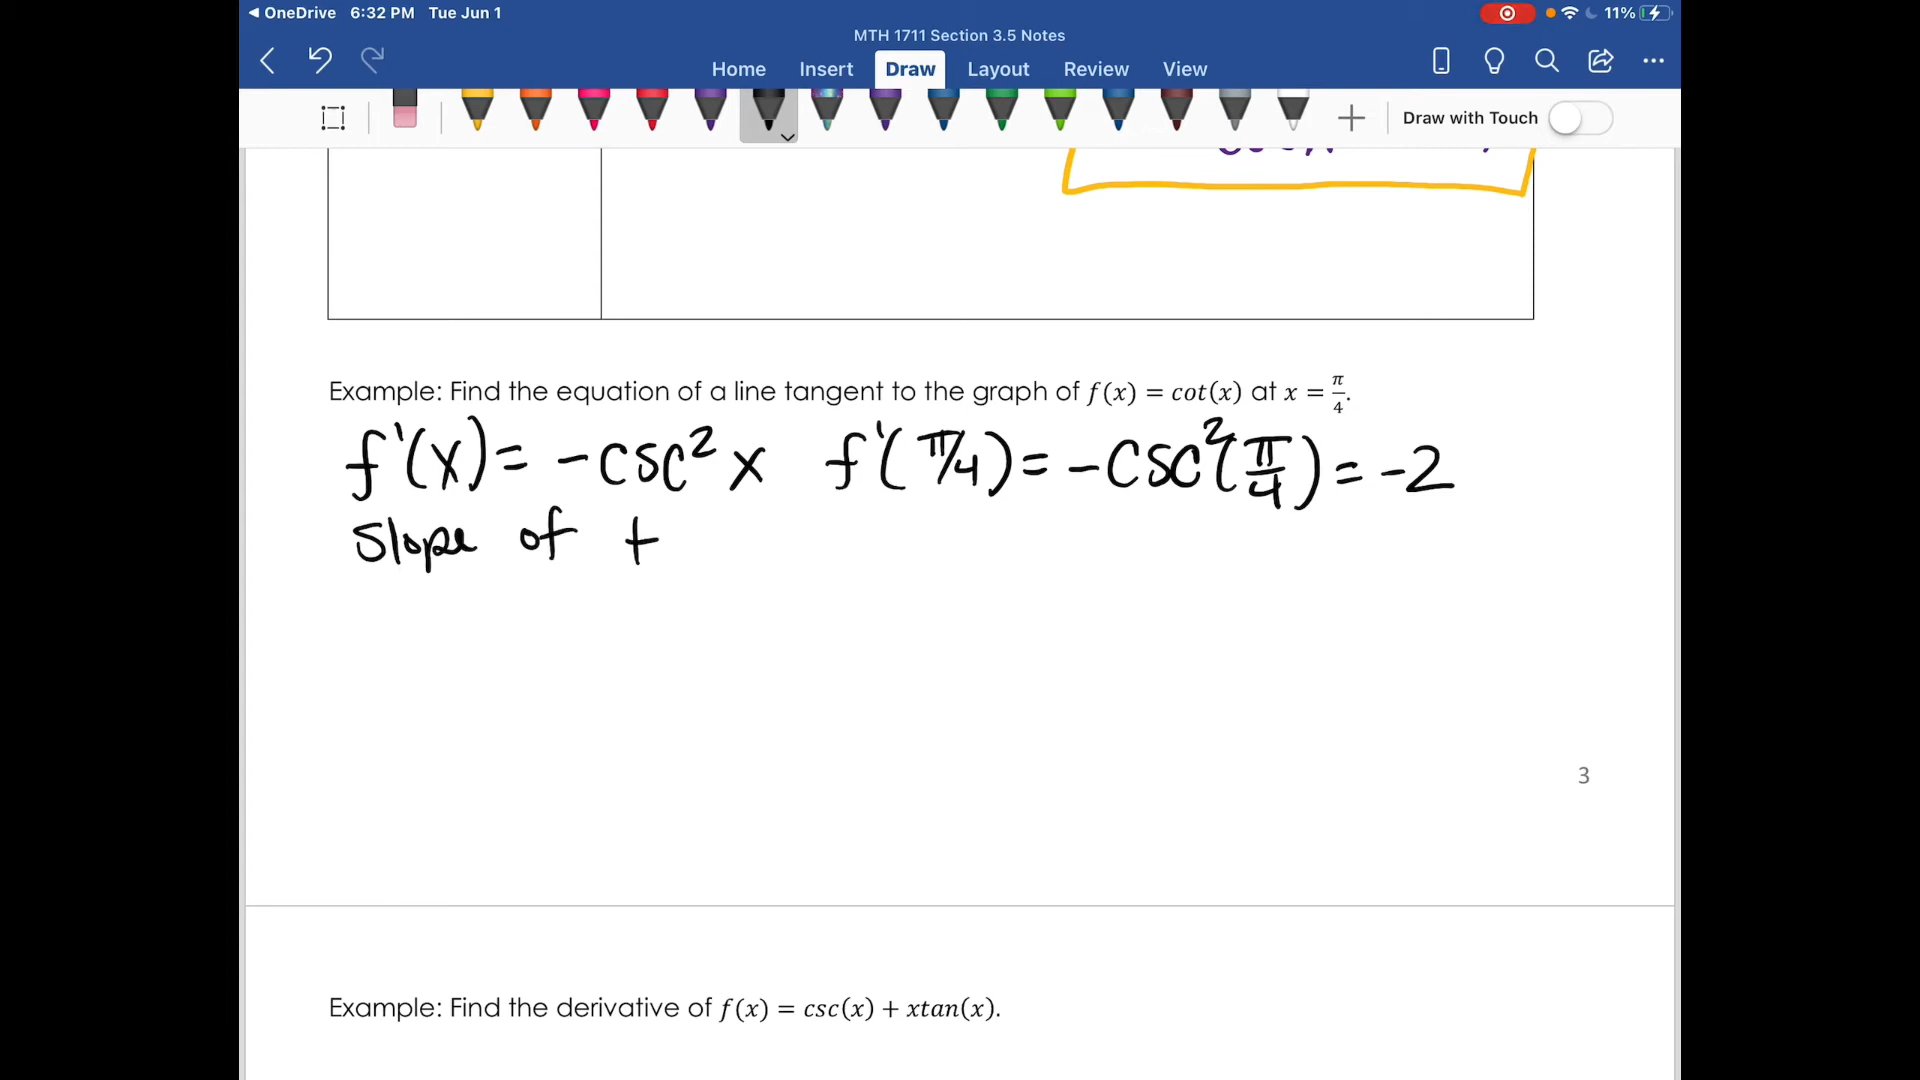 OneDrive 6:32 PM Tue Jun 1 11%
MTH 1711 Section 3.5 Notes
Home Insert Draw Layout Review View
Draw with Touch
Example: Find the equation of a line tangent to the graph of f(x) = cot(x) at x = π/4.
f'(x) = -csc² x f'(π/4) = -csc²(π/4) = -2
Slope of t
3
Example: Find the derivative of f(x) = csc(x) + xtan(x).